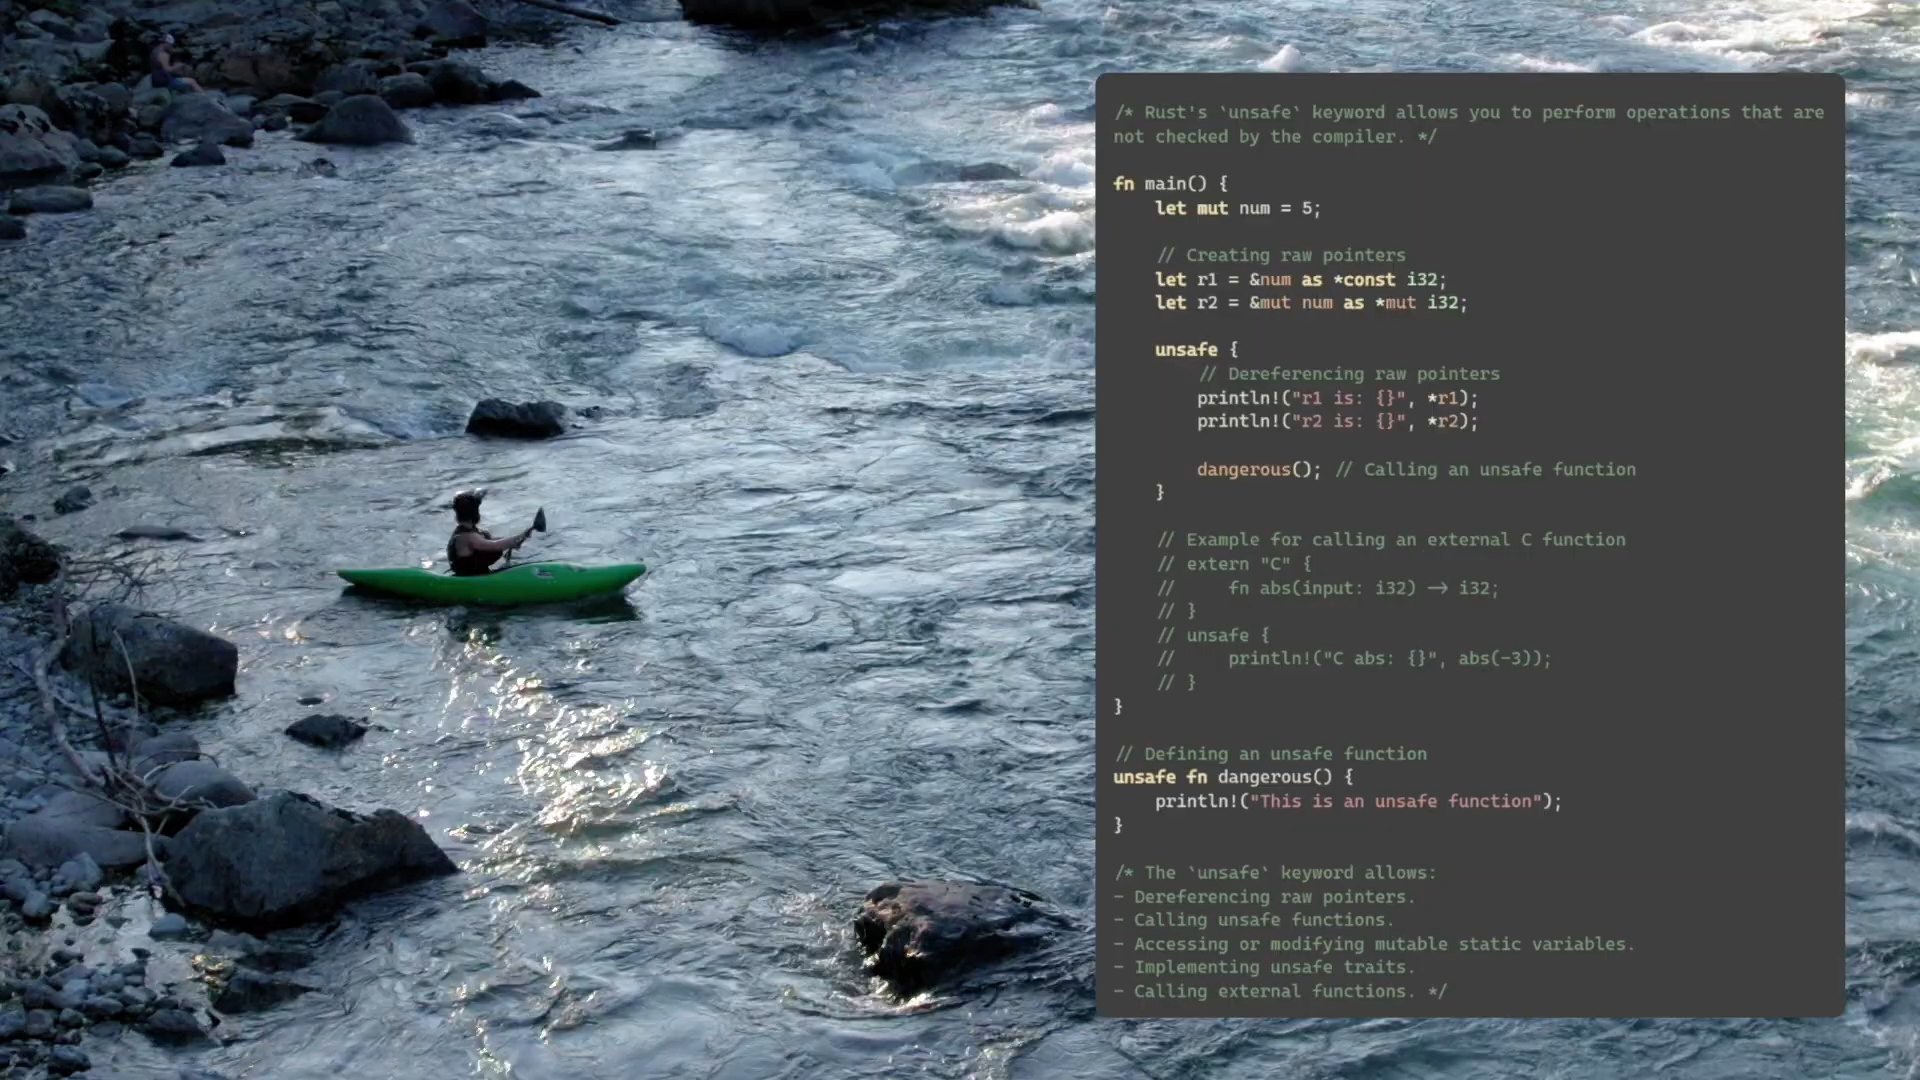 /* Rust's `unsafe` keyword allows you to perform operations that are
not checked by the compiler. */
fn main() {
    let mut num = 5;
    // Creating raw pointers
    let r1 = &num as *const i32;
    let r2 = &mut num as *mut i32;
    unsafe {
        // Dereferencing raw pointers
        println!("r1 is: {}", *r1);
        println!("r2 is: {}", *r2);
        dangerous(); // Calling an unsafe function
    }
    // Example for calling an external C function
    // extern "C" {
    //     fn abs(input: i32) -> i32;
    // }
    // unsafe {
    //     println!("C abs: {}", abs(-3));
    // }
}
// Defining an unsafe function
unsafe fn dangerous() {
    println!("This is an unsafe function");
}
/* The `unsafe` keyword allows:
- Dereferencing raw pointers.
- Calling unsafe functions.
- Accessing or modifying mutable static variables.
- Implementing unsafe traits.
- Calling external functions. */